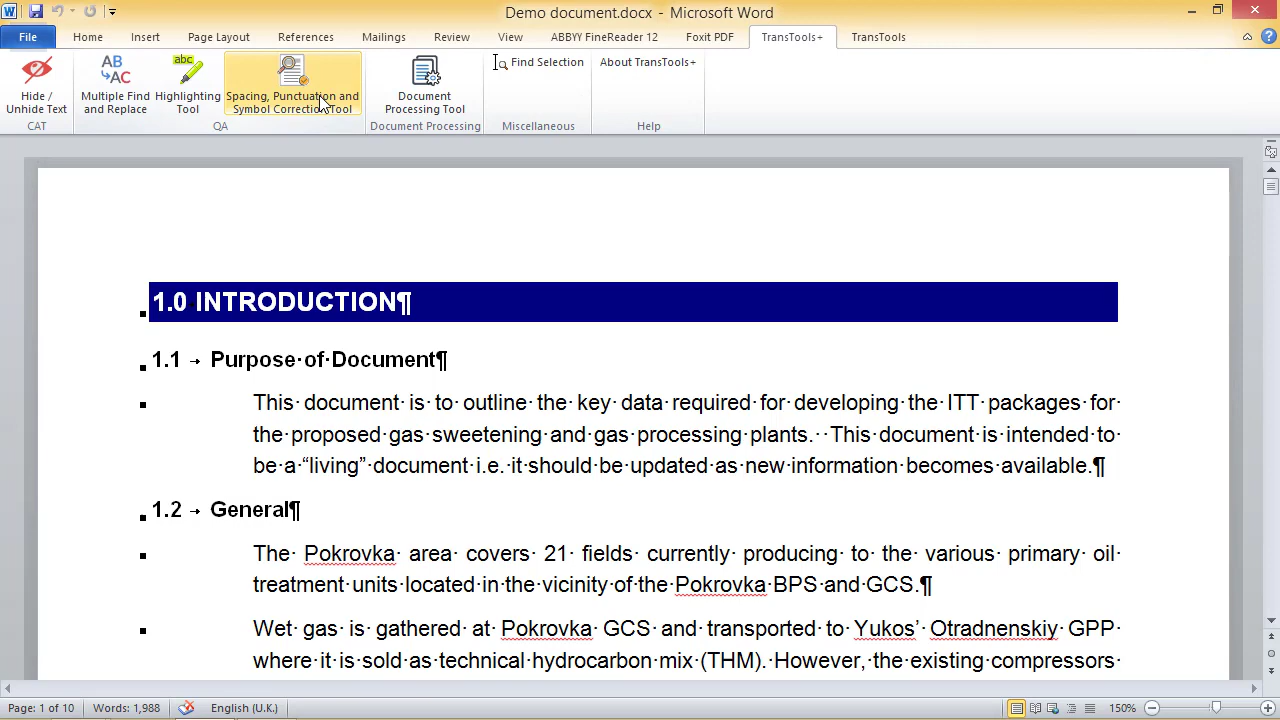 Demo document.docx - Microsoft Word
File Home Insert Page Layout References Mailings Review View ABBYY FineReader 12 Foxit PDF TransTools+ TransTools
Hide / Unhide Text
CAT
AB AC
Multiple Find and Replace
abc
Highlighting Tool
Spacing, Punctuation and Symbol Correction Tool
QA
Document Processing Tool
Document Processing
Find Selection
Miscellaneous
About TransTools+
Help
1.0 INTRODUCTION¶
1.1 → Purpose·of·Document¶
This· document· is· to· outline· the· key· data· required· for· developing· the· ITT· packages· for·
the·proposed·gas·sweetening·and·gas·processing·plants.··This·document·is·intended·to·
be·a·“living”·document·i.e.·it·should·be·updated·as·new·information·becomes·available.¶
1.2 → General¶
The· Pokrovka· area· covers· 21· fields· currently· producing· to· the· various· primary· oil·
treatment·units·located·in·the·vicinity·of·the·Pokrovka·BPS·and·GCS.¶
Wet· gas· is· gathered· at· Pokrovka· GCS· and· transported· to· Yukos’· Otradnenskiy· GPP·
where·it·is·sold·as·technical·hydrocarbon·mix·(THM).·However,·the·existing·compressors·
Page: 1 of 10 Words: 1,988 English (U.K.) 150%